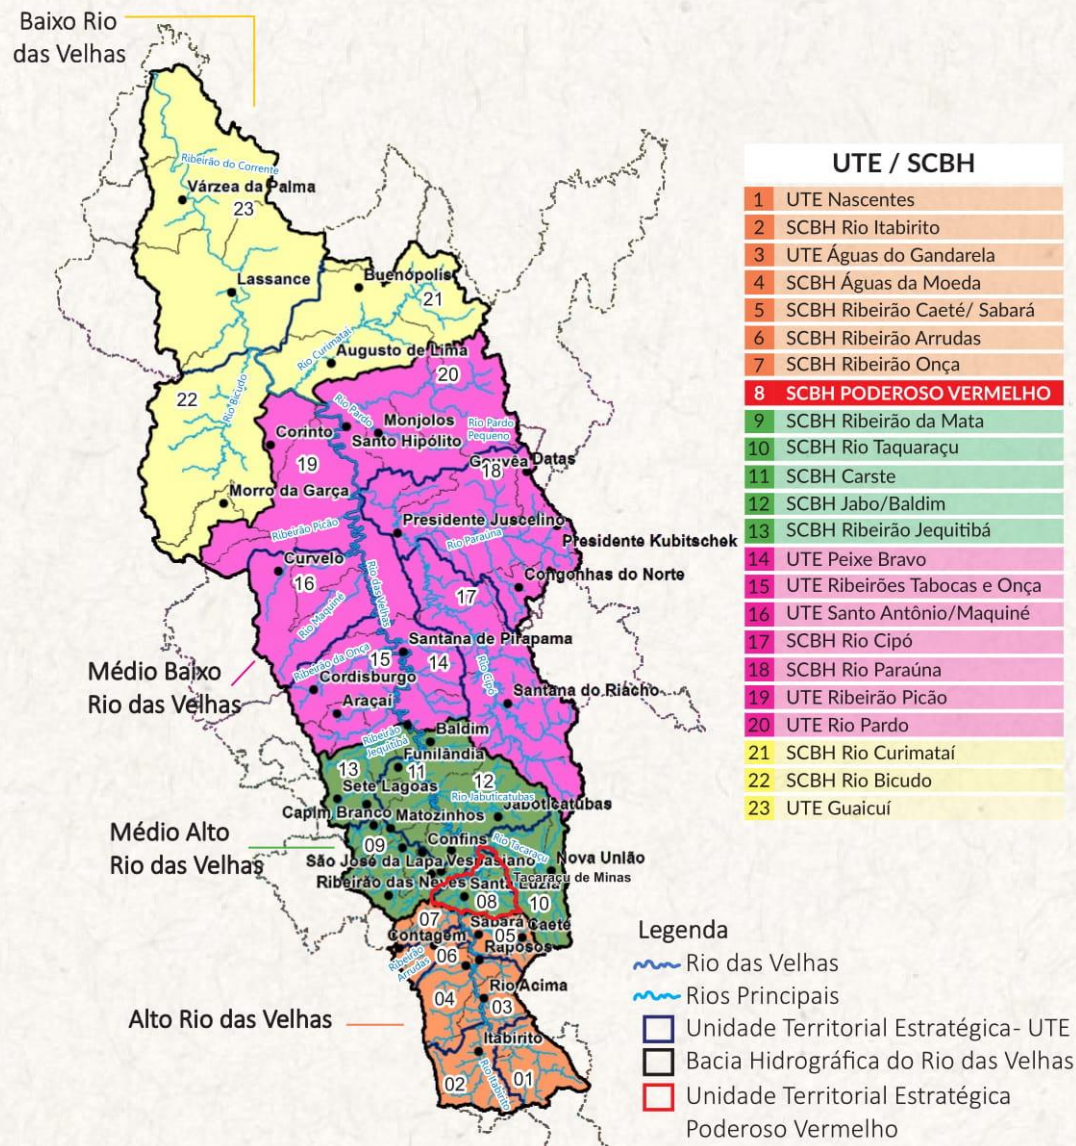 Baixo Rio
das Velhas
Ribeirão do Corrente
Várzea da Palma
23
Lassance
Buenópolis
21
Rio Curimataí
Augusto de Lima
20
22
Rio Bicudo
Rio Pardo
Monjolos
Rio Pardo
Pequeno
Corinto
Santo Hipólito
19
Gouvêa
Datas
18
Morro da Garça
Ribeirão Picão
Presidente Juscelino
Rio Paraúna
Presidente Kubitschek
Curvelo
16
Rio das Velhas
Congonhas do Norte
17
Rio Maquiné
Santana de Pirapama
Ribeirão da Onça
15
14
Rio Cipó
Médio Baixo
Rio das Velhas
Cordisburgo
Santana do Riacho
Araçaí
Ribeirão
Jequitibá
Baldim
Funilândia
13
11
12
Sete Lagoas
Rio Jabuticatubas
Jaboticatubas
Capim Branco
Matozinhos
Médio Alto
Rio das Velhas
09
Confins
Rio Tacaraçu
São José da Lapa
Vespasiano
Nova União
Tacaraçu de Minas
Ribeirão das Neves
Santa Luzia
08
10
07
Sabará
05
Caeté
Contagem
Raposos
Ribeirão
Arrudas
06
Rio Acima
04
03
Alto Rio das Velhas
Itabirito
02
Rio Itabirito
01
UTE / SCBH
1 UTE Nascentes
2 SCBH Rio Itabirito
3 UTE Águas do Gandarela
4 SCBH Águas da Moeda
5 SCBH Ribeirão Caeté/ Sabará
6 SCBH Ribeirão Arrudas
7 SCBH Ribeirão Onça
8 SCBH PODEROSO VERMELHO
9 SCBH Ribeirão da Mata
10 SCBH Rio Taquaraçu
11 SCBH Carste
12 SCBH Jabo/Baldim
13 SCBH Ribeirão Jequitibá
14 UTE Peixe Bravo
15 UTE Ribeirões Tabocas e Onça
16 UTE Santo Antônio/Maquiné
17 SCBH Rio Cipó
18 SCBH Rio Paraúna
19 UTE Ribeirão Picão
20 UTE Rio Pardo
21 SCBH Rio Curimataí
22 SCBH Rio Bicudo
23 UTE Guaicuí
Legenda
Rio das Velhas
Rios Principais
Unidade Territorial Estratégica- UTE
Bacia Hidrográfica do Rio das Velhas
Unidade Territorial Estratégica
Poderoso Vermelho